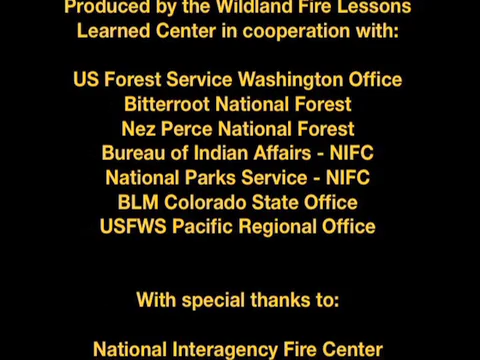 Produced by the Wildland Fire Lessons
Learned Center in cooperation with:
US Forest Service Washington Office
Bitterroot National Forest
Nez Perce National Forest
Bureau of Indian Affairs - NIFC
National Parks Service - NIFC
BLM Colorado State Office
USFWS Pacific Regional Office
With special thanks to:
National Interagency Fire Center